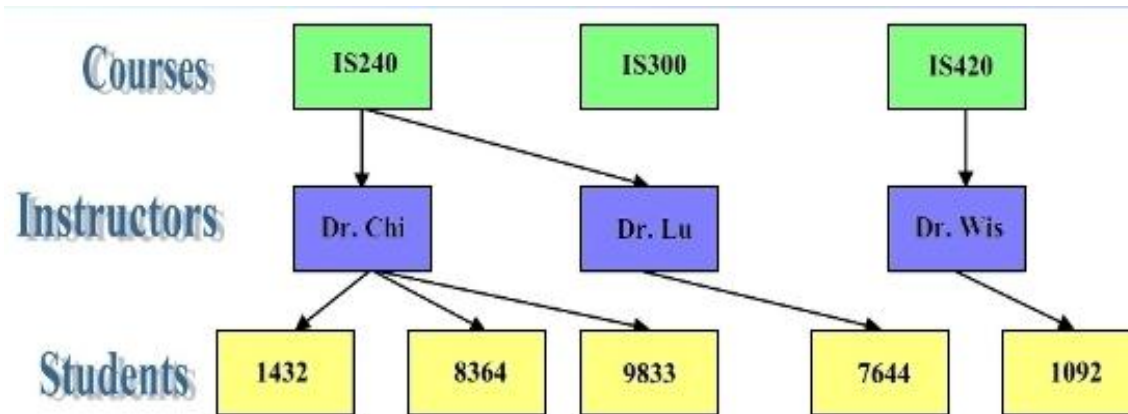 Courses
IS240
IS300
IS420
Instructors
Dr. Chi
Dr. Lu
Dr. Wis
Students
1432
8364
9833
7644
1092